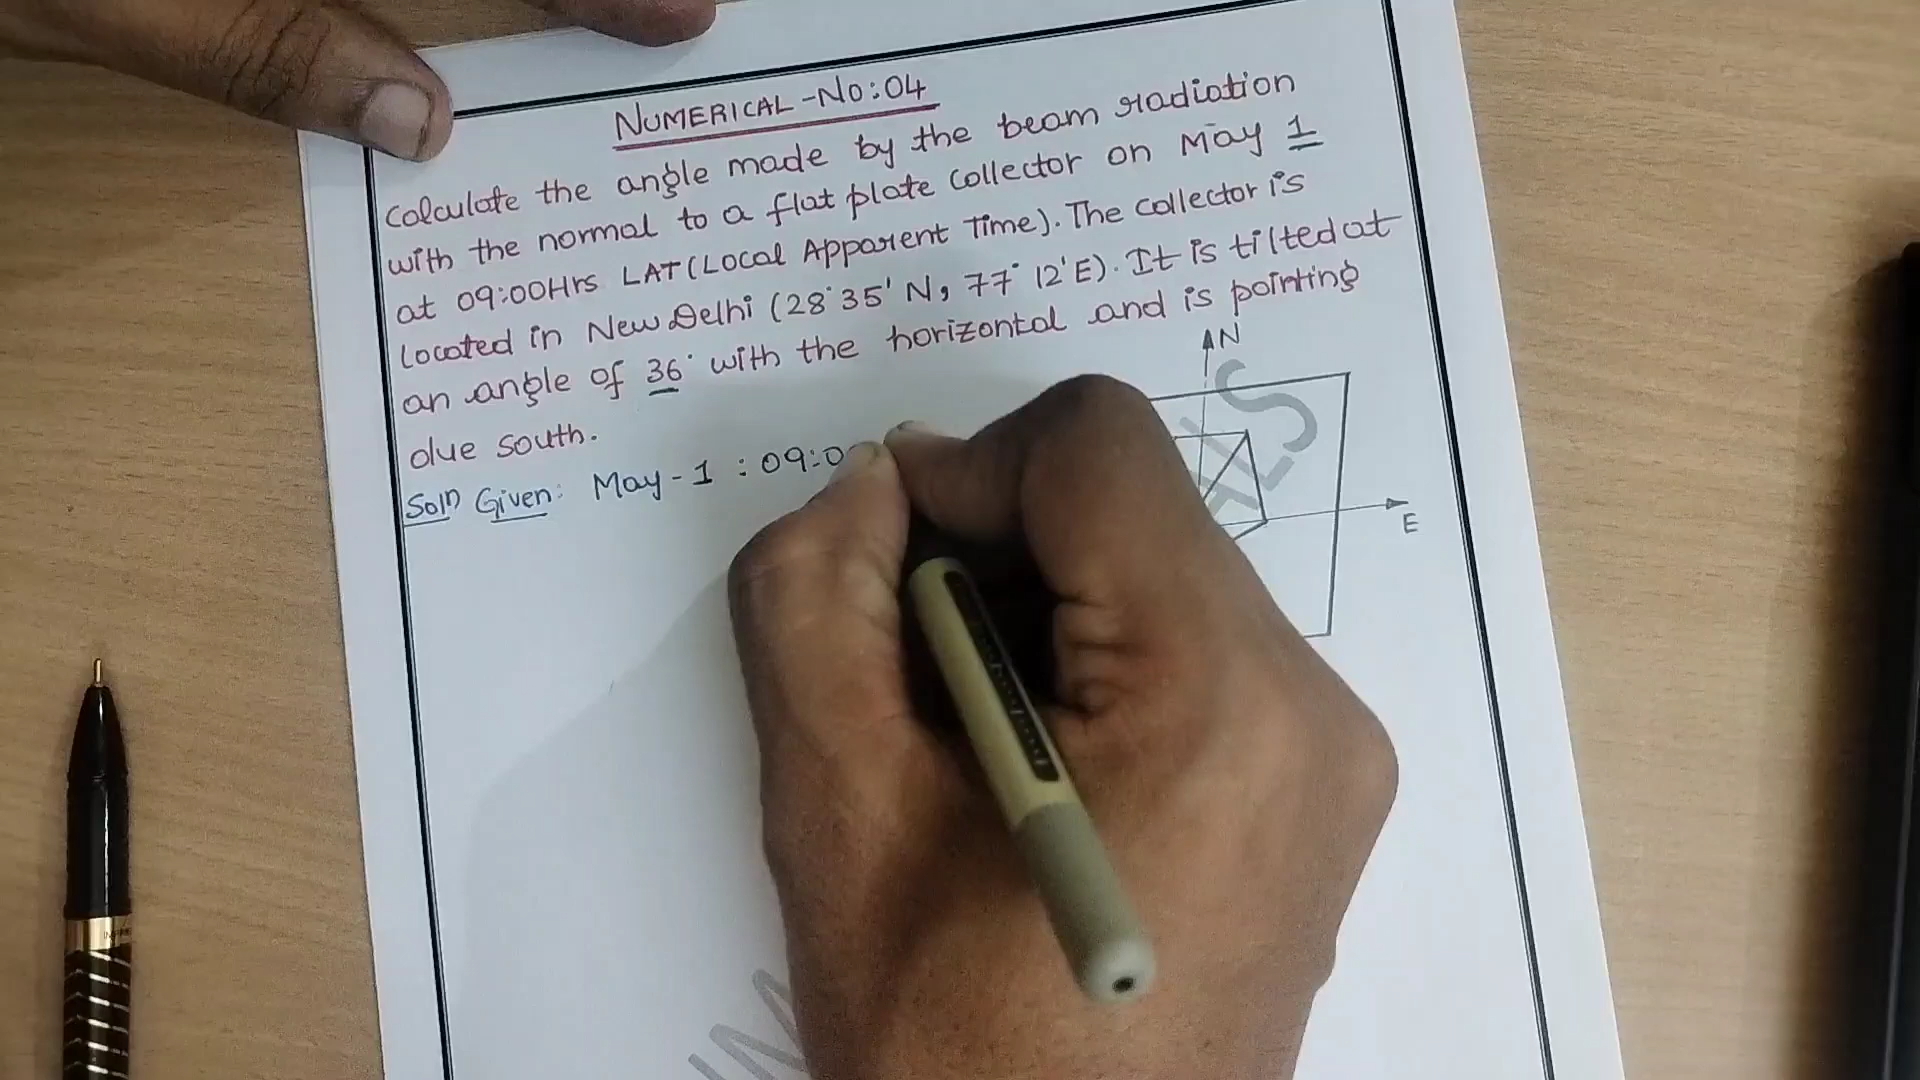 NUMERICAL-NO:04
Calculate the angle made by the beam radiation
with the normal to a flat plate collector on May 1
at 09:00Hrs LAT(Local Apparent Time). The collector is
located in New Delhi (28°35' N, 77° 12'E). It is tilted at
an angle of 36° with the horizontal and is pointing
due south.
N
Soln Given: May-1 : 09:0
E